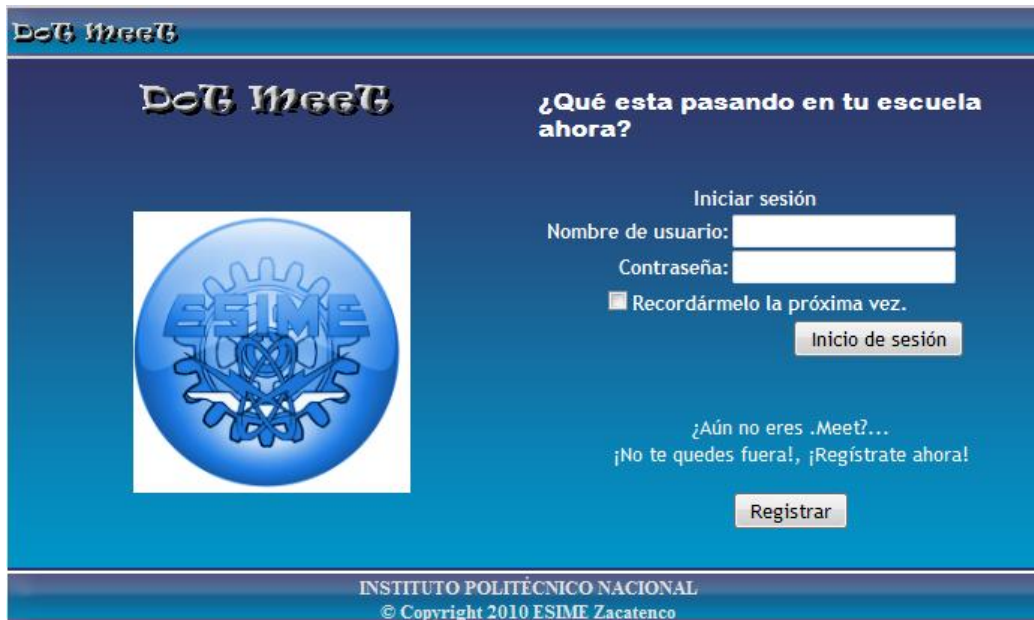 DoT MeeT
DoT MeeT
¿Qué esta pasando en tu escuela
ahora?
ESIME
Iniciar sesión
Nombre de usuario:
Contraseña:
Recordármelo la próxima vez.
Inicio de sesión
¿Aún no eres .Meet?...
¡No te quedes fuera!, ¡Regístrate ahora!
Registrar
INSTITUTO POLITÉCNICO NACIONAL
© Copyright 2010 ESIME Zacatenco